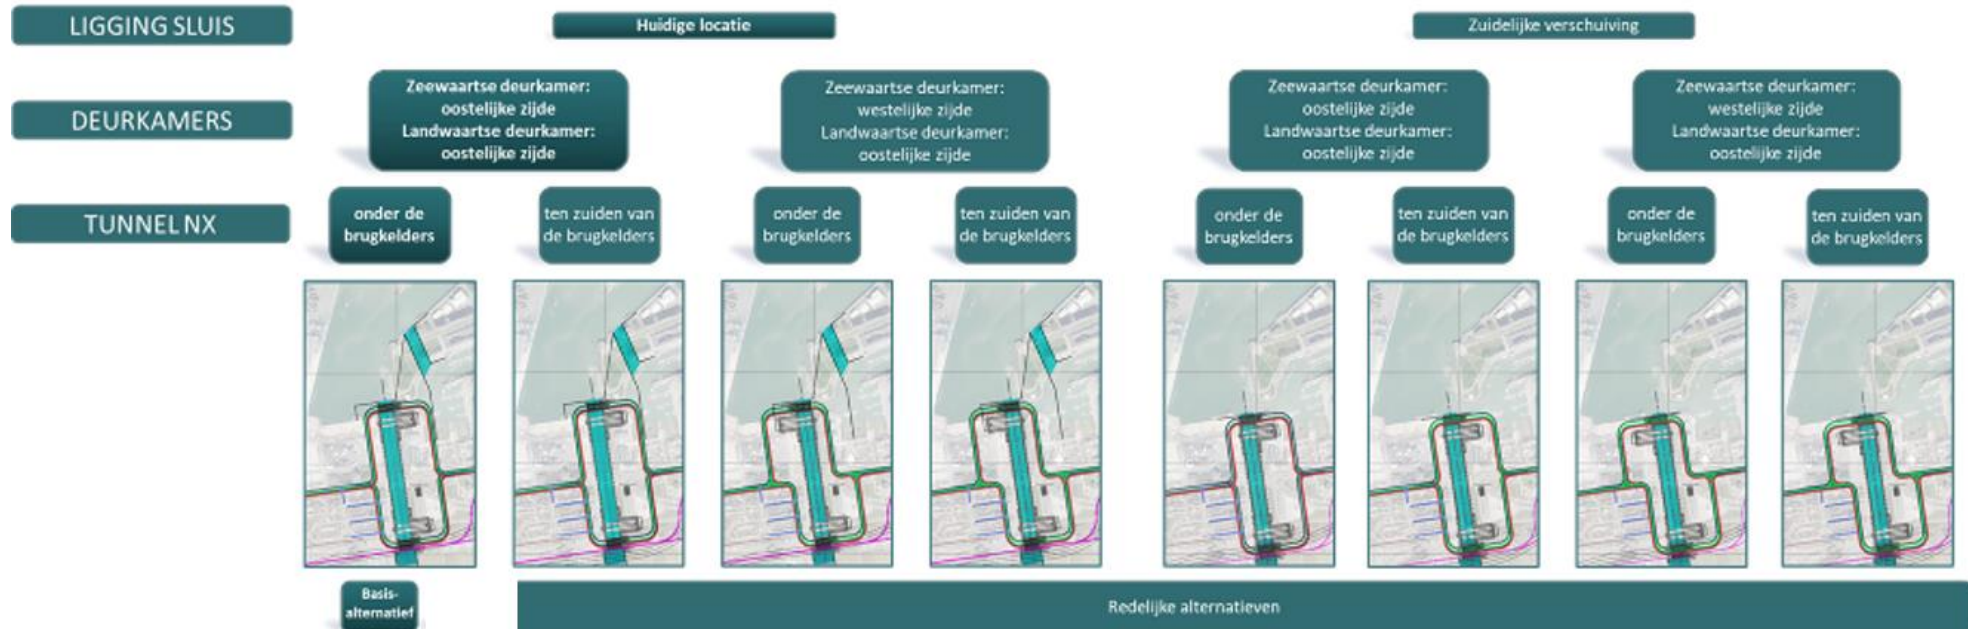 LIGGING SLUIS
Huidige locatie
Zuidelijke verschuiving
DEURKAMERS
Zeewaartse deurkamer:
oostelijke zijde
Landwaartse deurkamer:
oostelijke zijde
Zeewaartse deurkamer:
westelijke zijde
Landwaartse deurkamer:
oostelijke zijde
Zeewaartse deurkamer:
oostelijke zijde
Landwaartse deurkamer:
oostelijke zijde
Zeewaartse deurkamer:
westelijke zijde
Landwaartse deurkamer:
oostelijke zijde
TUNNEL NX
onder de
brugkelders
ten zuiden van
de brugkelders
onder de
brugkelders
ten zuiden van
de brugkelders
onder de
brugkelders
ten zuiden van
de brugkelders
onder de
brugkelders
ten zuiden van
de brugkelders
Basis-
alternatief
Redelijke alternatieven